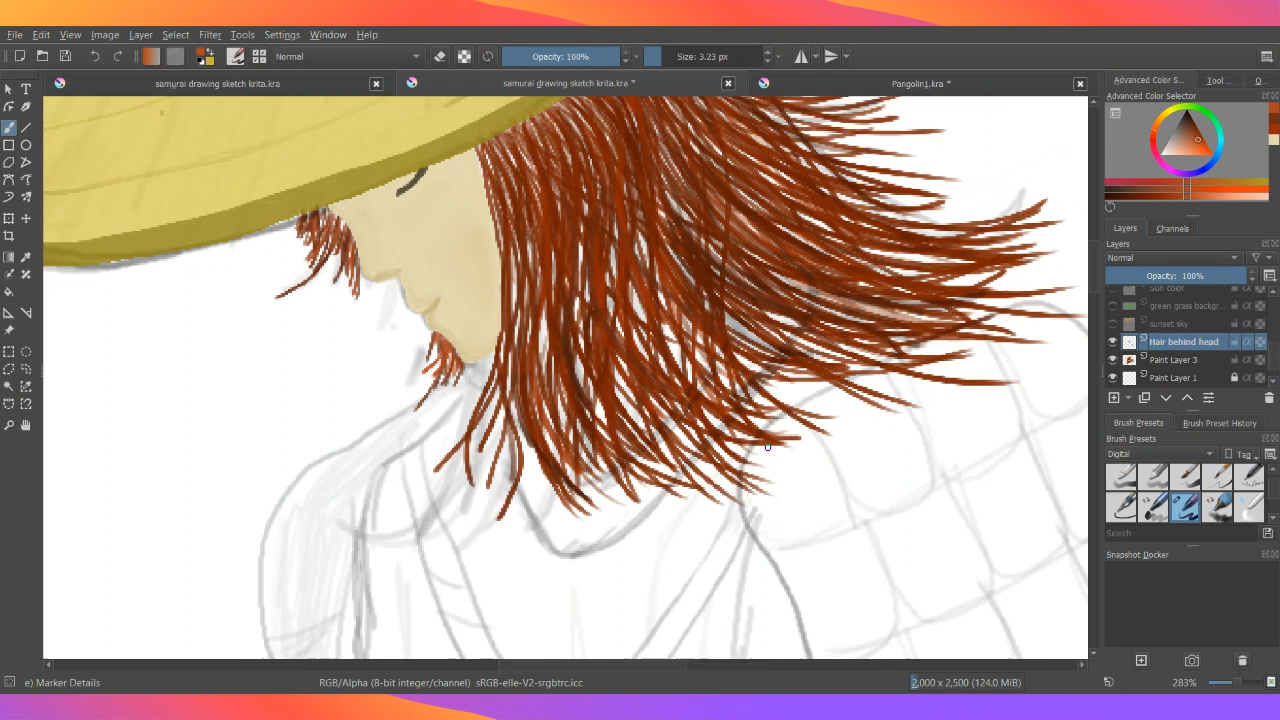 File Edit View Image Layer Select Filter Tools Settings Window Help
Normal Opacity: 100% Size: 3.23 px
samurai drawing sketch krita.kra samurai drawing sketch krita.kra * Pangolin1.kra *
Advanced Color S... Tool ... O...
Advanced Color Selector
Layers Channels
Layers
Normal
Opacity: 100%
Sun color
green grass backgr...
sunset sky
Hair behind head
Paint Layer 3
Paint Layer 1
Brush Presets Brush Preset History
Brush Presets
Digital Tag
Search
Snapshot Docker
e) Marker Details RGB/Alpha (8-bit integer/channel) sRGB-elle-V2-srgbtrc.icc 2,000 x 2,500 (124.0 MiB) 283%